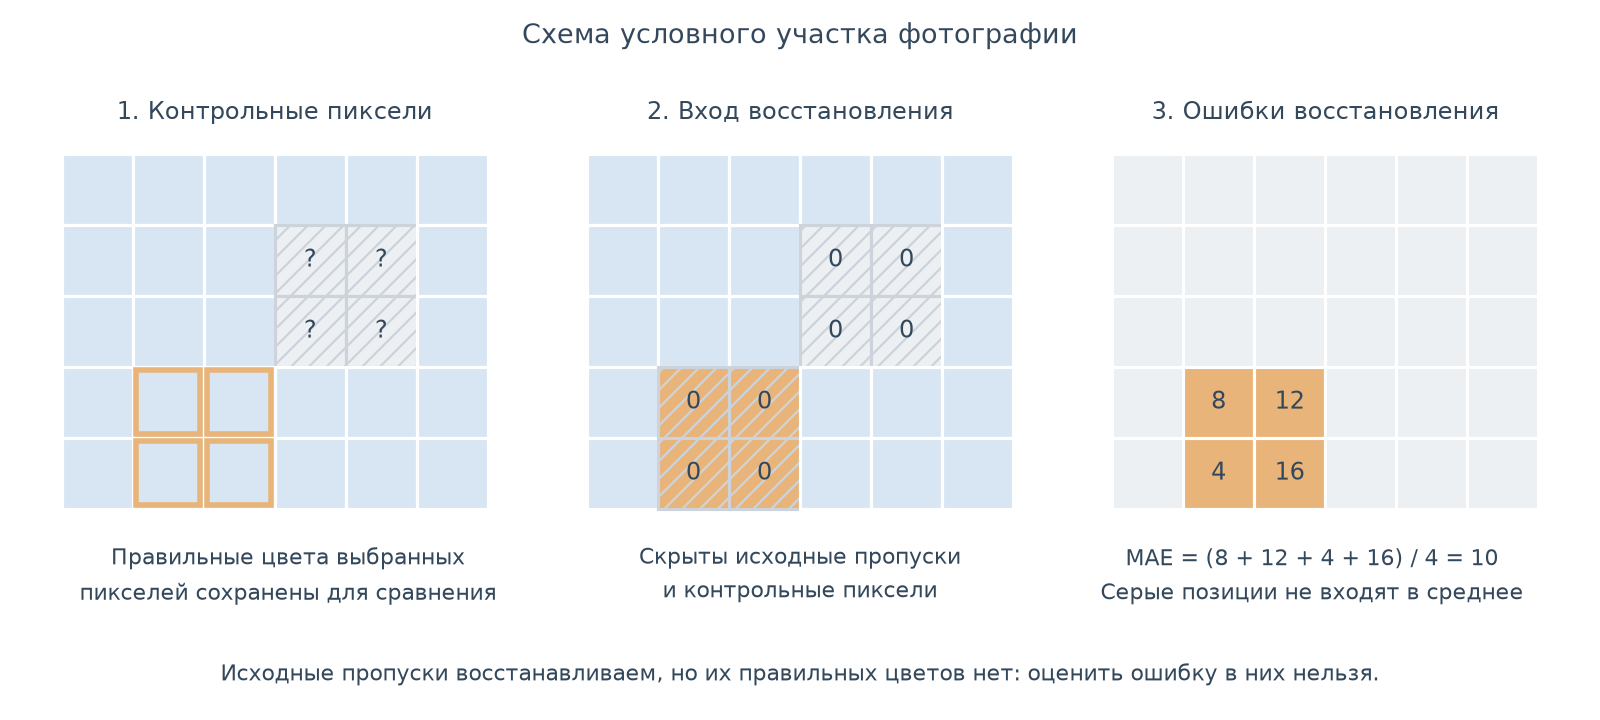 Схема условного участка фотографии
1. Контрольные пиксели
2. Вход восстановления
3. Ошибки восстановления
? ?
? ?
0 0
0 0
0 0
0 0
8 12
4 16
Правильные цвета выбранных
пикселей сохранены для сравнения
Скрыты исходные пропуски
и контрольные пиксели
MAE = (8 + 12 + 4 + 16) / 4 = 10
Серые позиции не входят в среднее
Исходные пропуски восстанавливаем, но их правильных цветов нет: оценить ошибку в них нельзя.